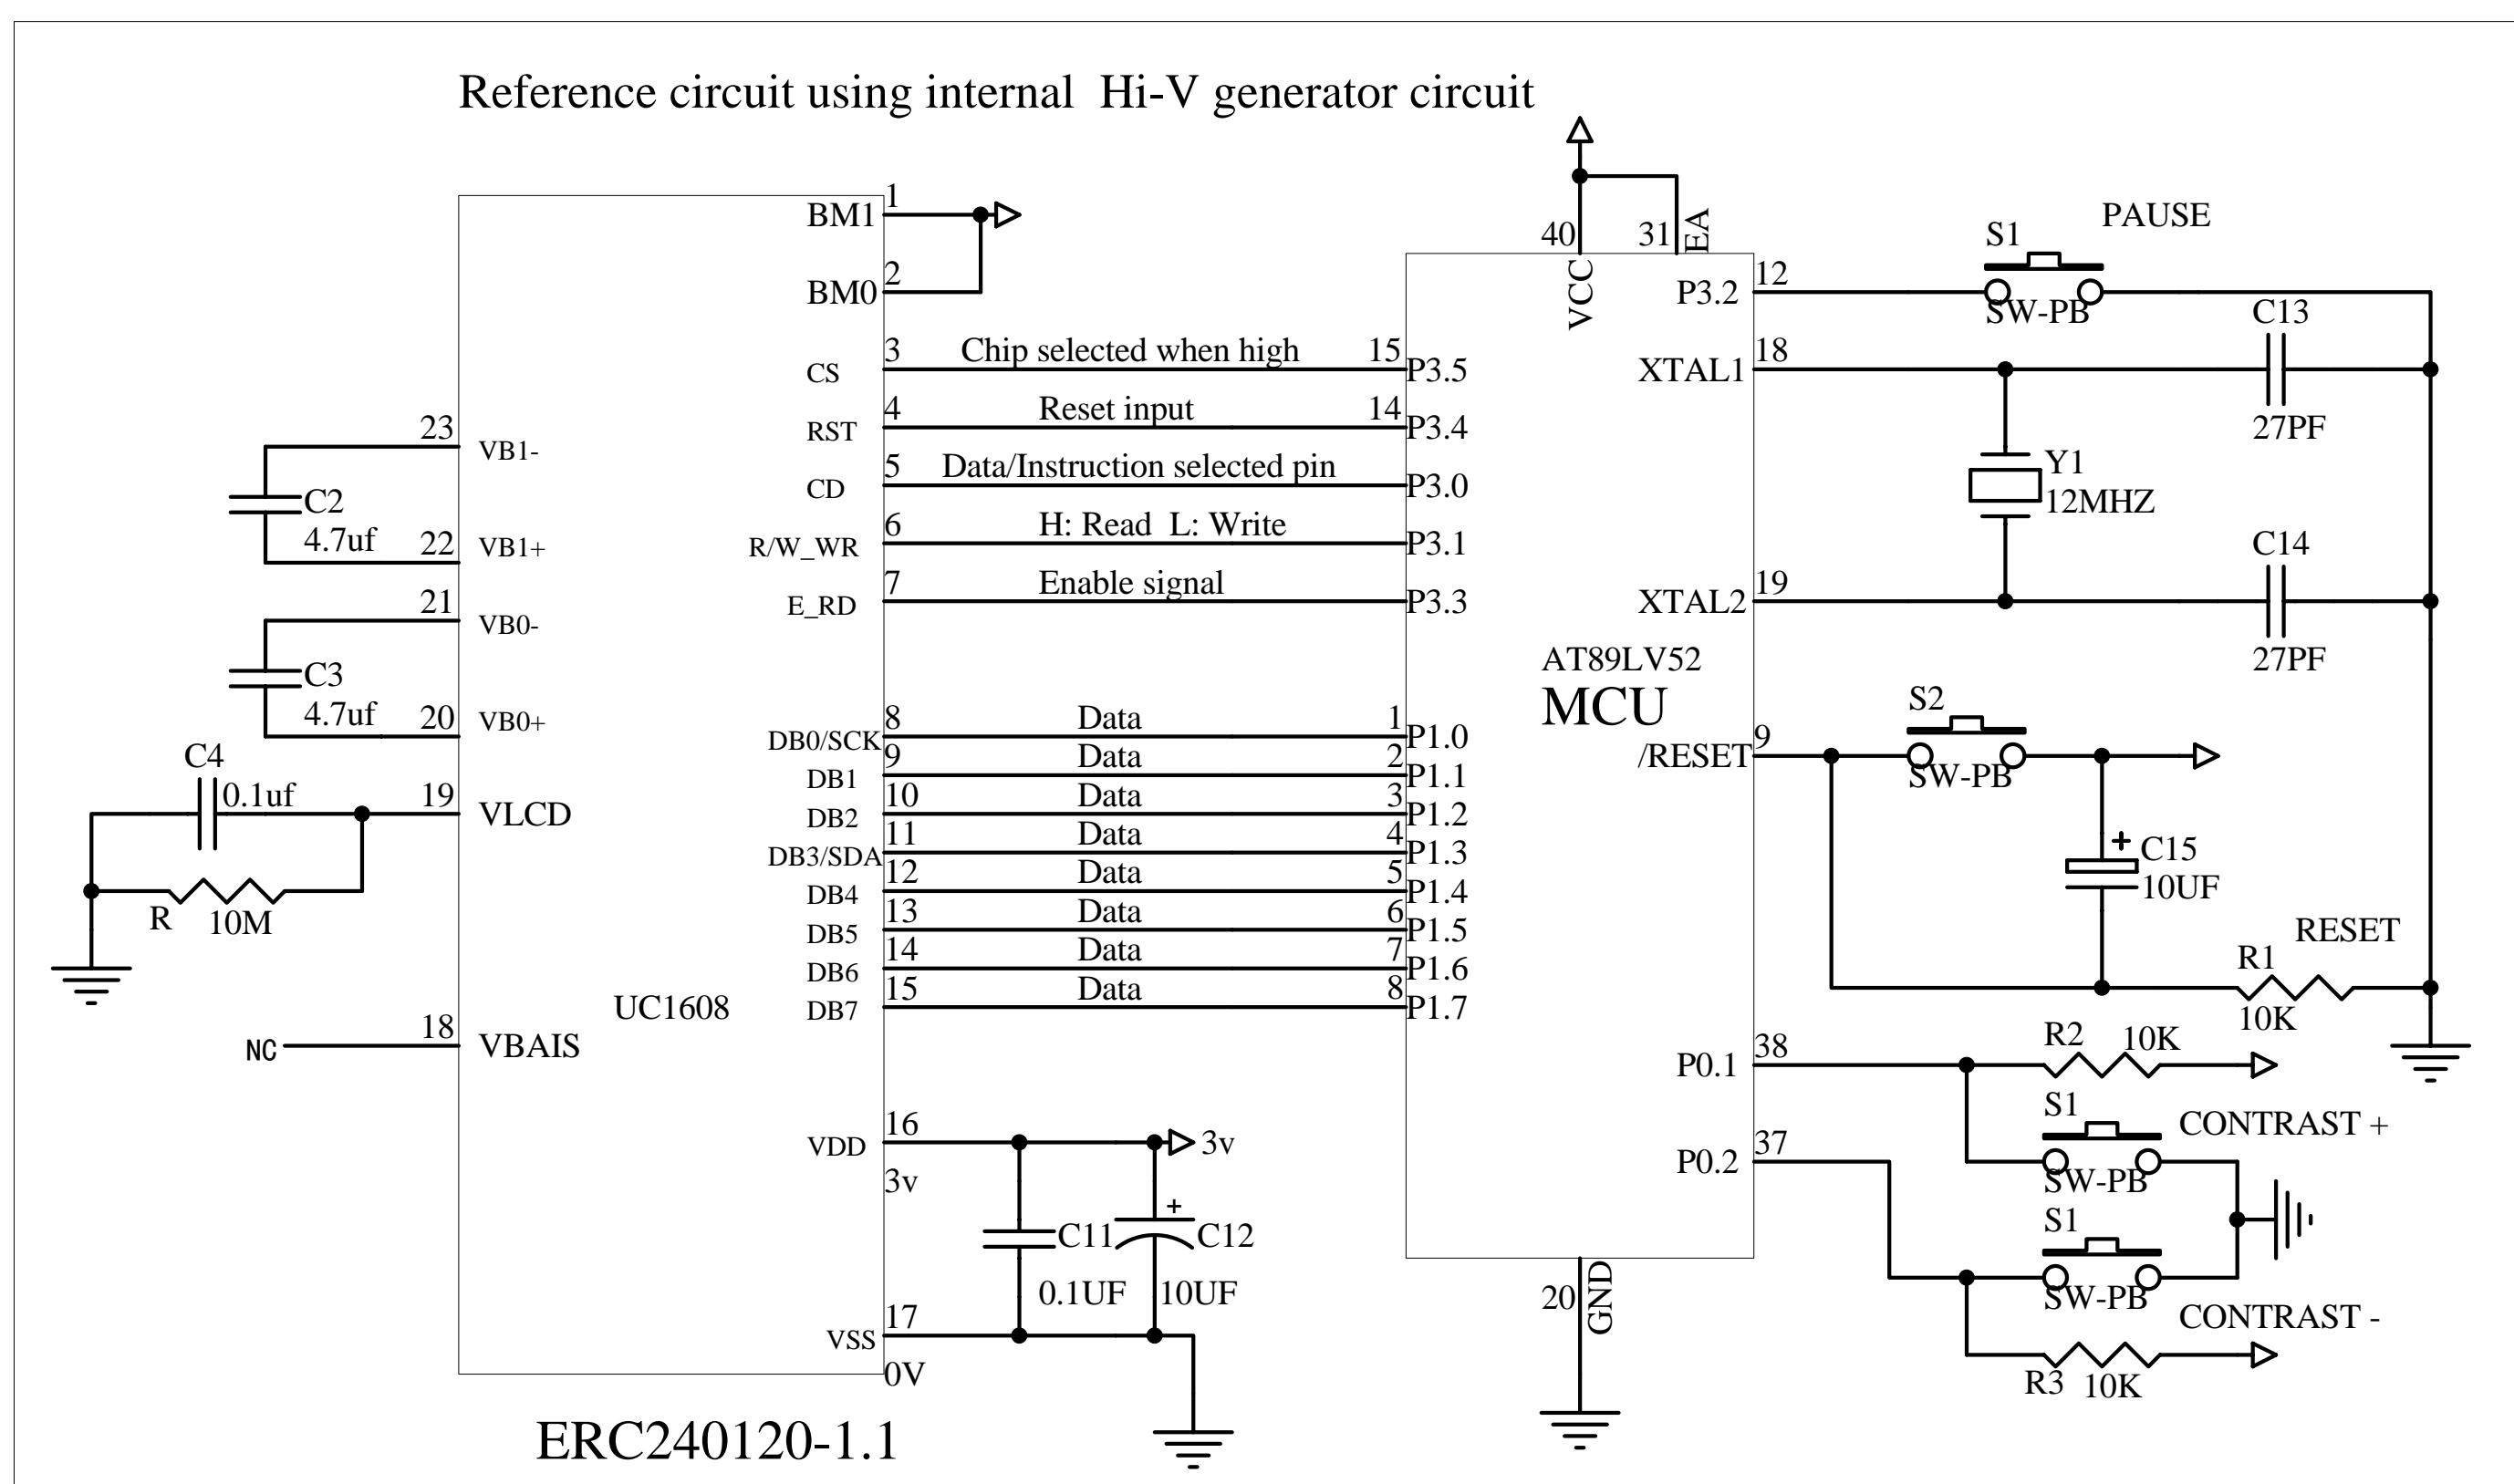 Reference circuit using internal Hi-V generator circuit
BM1 1
BM0 2
CS 3 Chip selected when high 15 P3.5
RST 4 Reset input 14 P3.4
CD 5 Data/Instruction selected pin P3.0
R/W_WR 6 H: Read L: Write P3.1
E_RD 7 Enable signal P3.3
DB0/SCK 8 Data 1 P1.0
DB1 9 Data 2 P1.1
DB2 10 Data 3 P1.2
DB3/SDA 11 Data 4 P1.3
DB4 12 Data 5 P1.4
DB5 13 Data 6 P1.5
DB6 14 Data 7 P1.6
DB7 15 Data 8 P1.7
23 VB1-
C2
4.7uf
22 VB1+
21 VB0-
C3
4.7uf
20 VB0+
C4
0.1uf
19 VLCD
R 10M
NC 18 VBAIS
UC1608
VDD 16 3v
3v
C11
0.1UF
C12
+
10UF
VSS 17
0V
ERC240120-1.1
40 VCC
31 EA
P3.2 12
S1
SW-PB
PAUSE
XTAL1 18
C13
27PF
Y1
12MHZ
XTAL2 19
C14
27PF
AT89LV52
MCU
/RESET 9
S2
SW-PB
+
C15
10UF
RESET
R1
10K
P0.1 38
R2 10K
S1
SW-PB
CONTRAST +
P0.2 37
S1
SW-PB
CONTRAST -
R3 10K
20 GND